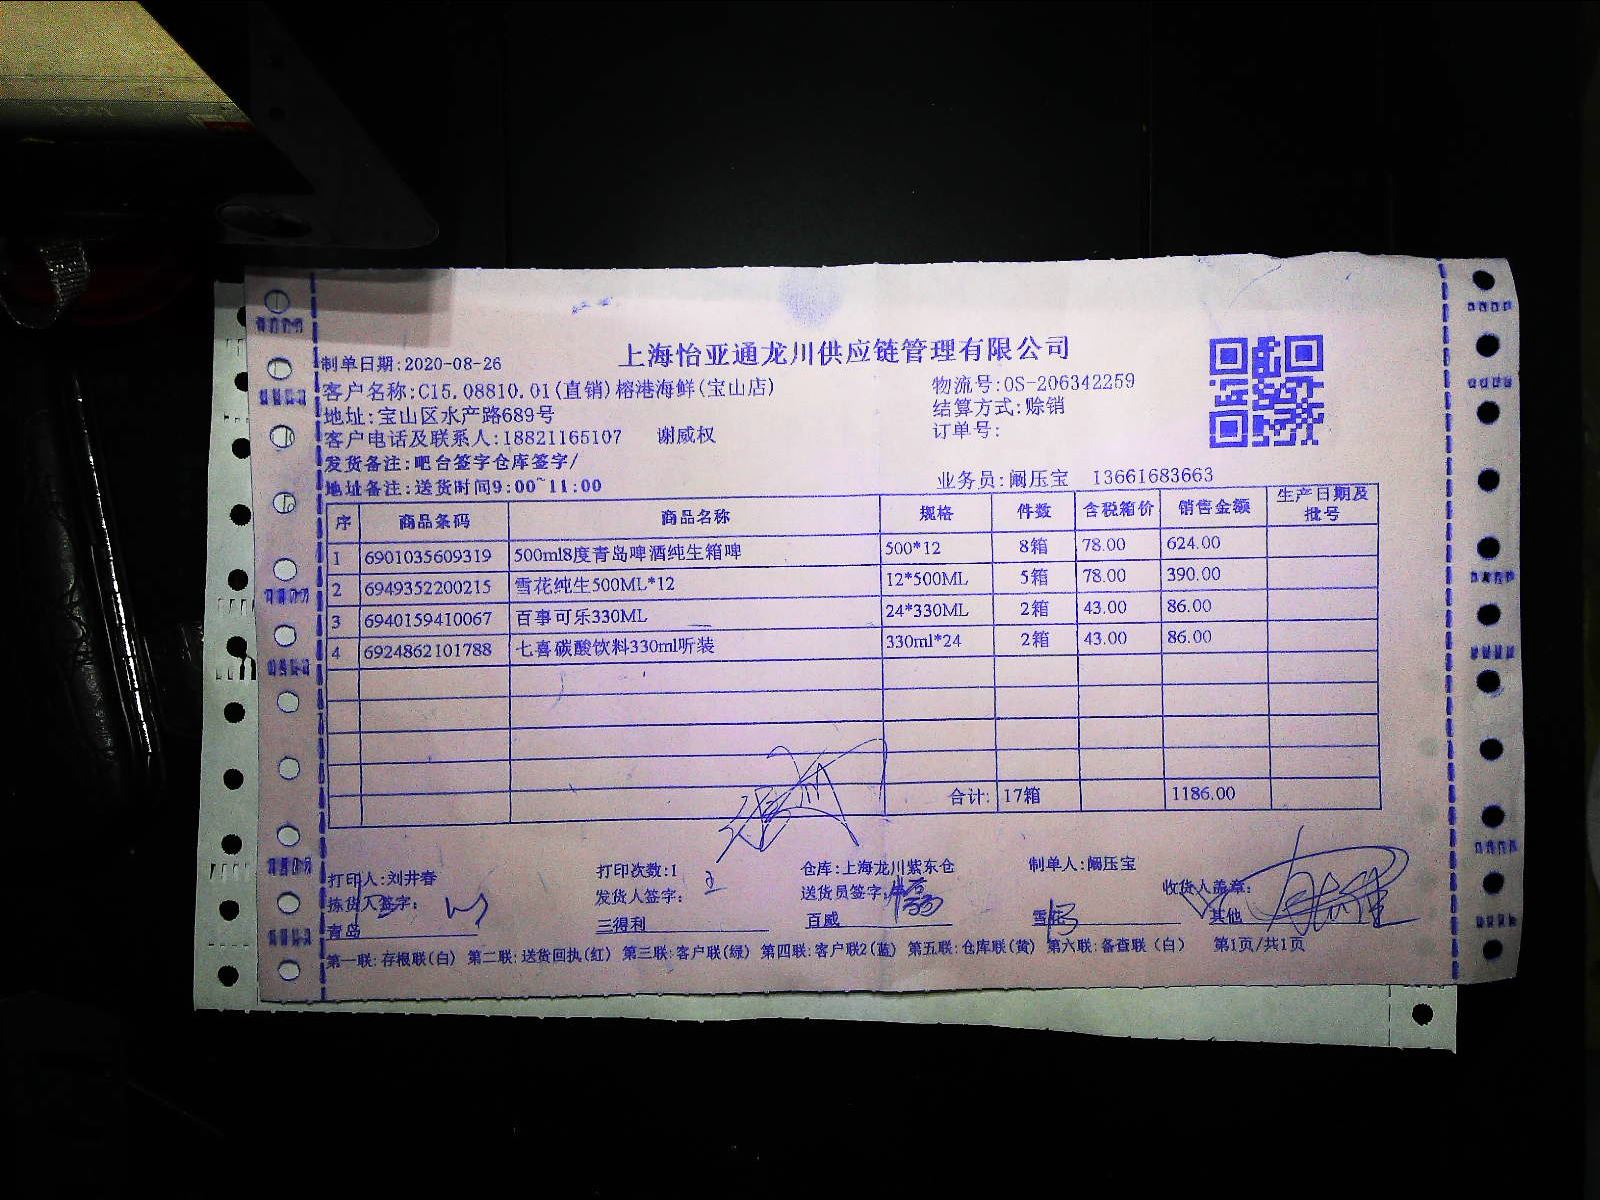 上海怡亚通龙川供应链管理有限公司
制单日期:2020-08-26
客户名称:C15.08810.01(直销)榕港海鲜(宝山店) 物流号:OS-206342259
地址:宝山区水产路689号 结算方式:赊销
客户电话及联系人:18821165107 谢威权 订单号:
发货备注:吧台签字仓库签字/
地址备注:送货时间9:00~11:00 业务员:阚压宝 13661683663
序 商品条码 商品名称 规格 件数 含税箱价 销售金额 生产日期及批号
1 6901035609319 500ml8度青岛啤酒纯生箱啤 500*12 8箱 78.00 624.00
2 6949352200215 雪花纯生500ML*12 12*500ML 5箱 78.00 390.00
3 6940159410067 百事可乐330ML 24*330ML 2箱 43.00 86.00
4 6924862101788 七喜碳酸饮料330ml听装 330ml*24 2箱 43.00 86.00
合计: 17箱 1186.00
打印人:刘井春 打印次数:1 仓库:上海龙川紫东仓 制单人:阚压宝
拣货人签字: 发货人签字: 送货员签字: 收货人盖章:
青岛 三得利 百威 雪花 其他
第一联:存根联(白) 第二联:送货回执(红) 第三联:客户联(绿) 第四联:客户联2(蓝) 第五联:仓库联(黄) 第六联:备查联(白) 第1页/共1页